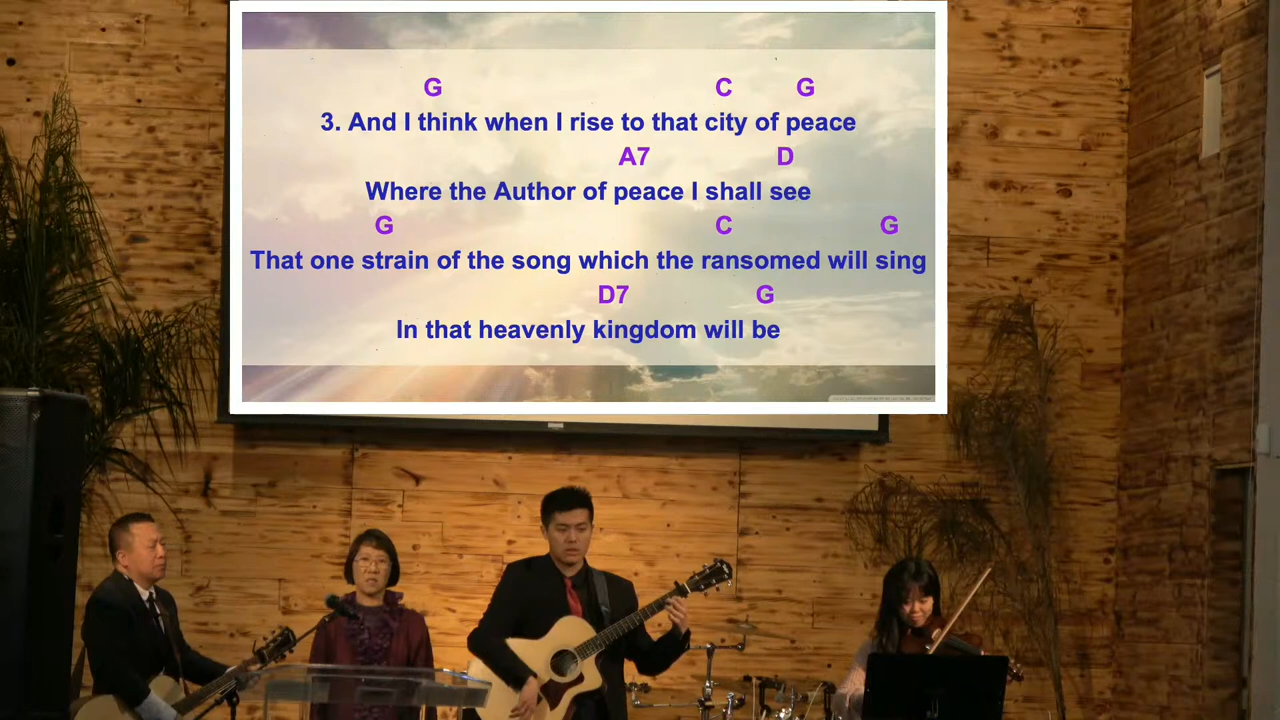 G C G
3. And I think when I rise to that city of peace
A7 D
Where the Author of peace I shall see
G C G
That one strain of the song which the ransomed will sing
D7 G
In that heavenly kingdom will be